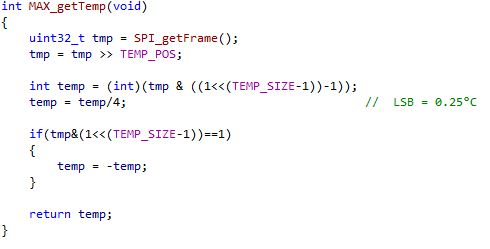 int MAX_getTemp(void)
{
uint32_t tmp = SPI_getFrame();
tmp = tmp >> TEMP_POS;
int temp = (int)(tmp & ((1<<(TEMP_SIZE-1))-1));
temp = temp/4; // LSB = 0.25°C
if(tmp&(1<<(TEMP_SIZE-1))==1)
{
temp = -temp;
}
return temp;
}